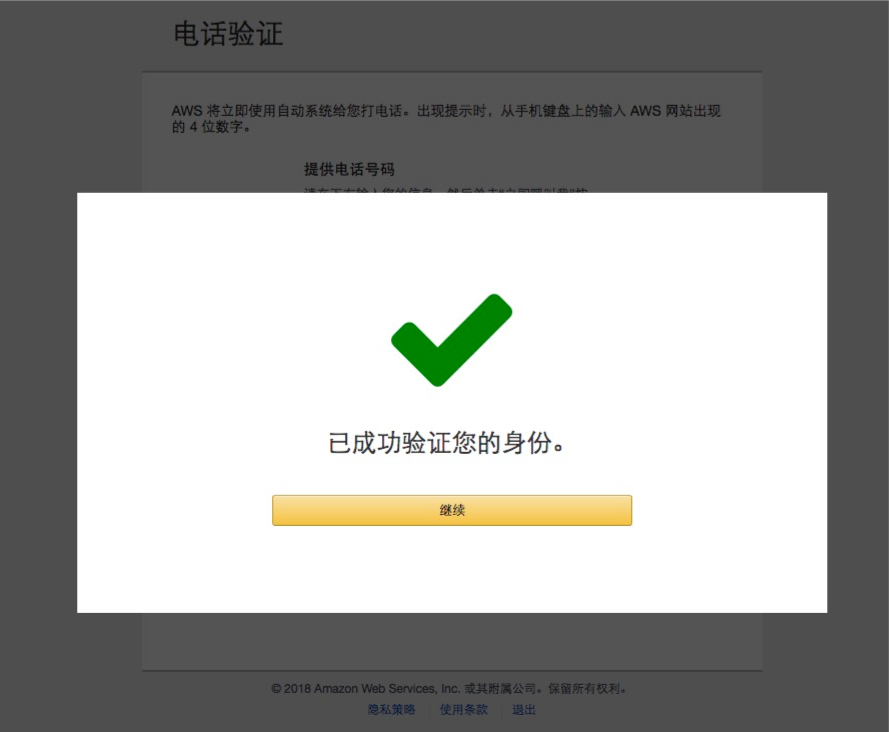 电话验证
AWS 将立即使用自动系统给您打电话。出现提示时，从手机键盘上的输入 AWS 网站出现
的 4 位数字。
提供电话号码
已成功验证您的身份。
继续
© 2018 Amazon Web Services, Inc. 或其附属公司。保留所有权利。
隐私策略 使用条款 退出